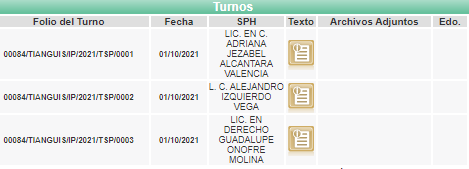 Turnos
Folio del Turno Fecha SPH Texto Archivos Adjuntos Edo.
00084/TIANGUIS/IP/2021/TSP/0001 01/10/2021 LIC. EN C.
ADRIANA
JEZABEL
ALCANTARA
VALENCIA
00084/TIANGUIS/IP/2021/TSP/0002 01/10/2021 L. C. ALEJANDRO
IZQUIERDO
VEGA
00084/TIANGUIS/IP/2021/TSP/0003 01/10/2021 LIC. EN
DERECHO
GUADALUPE
ONOFRE
MOLINA